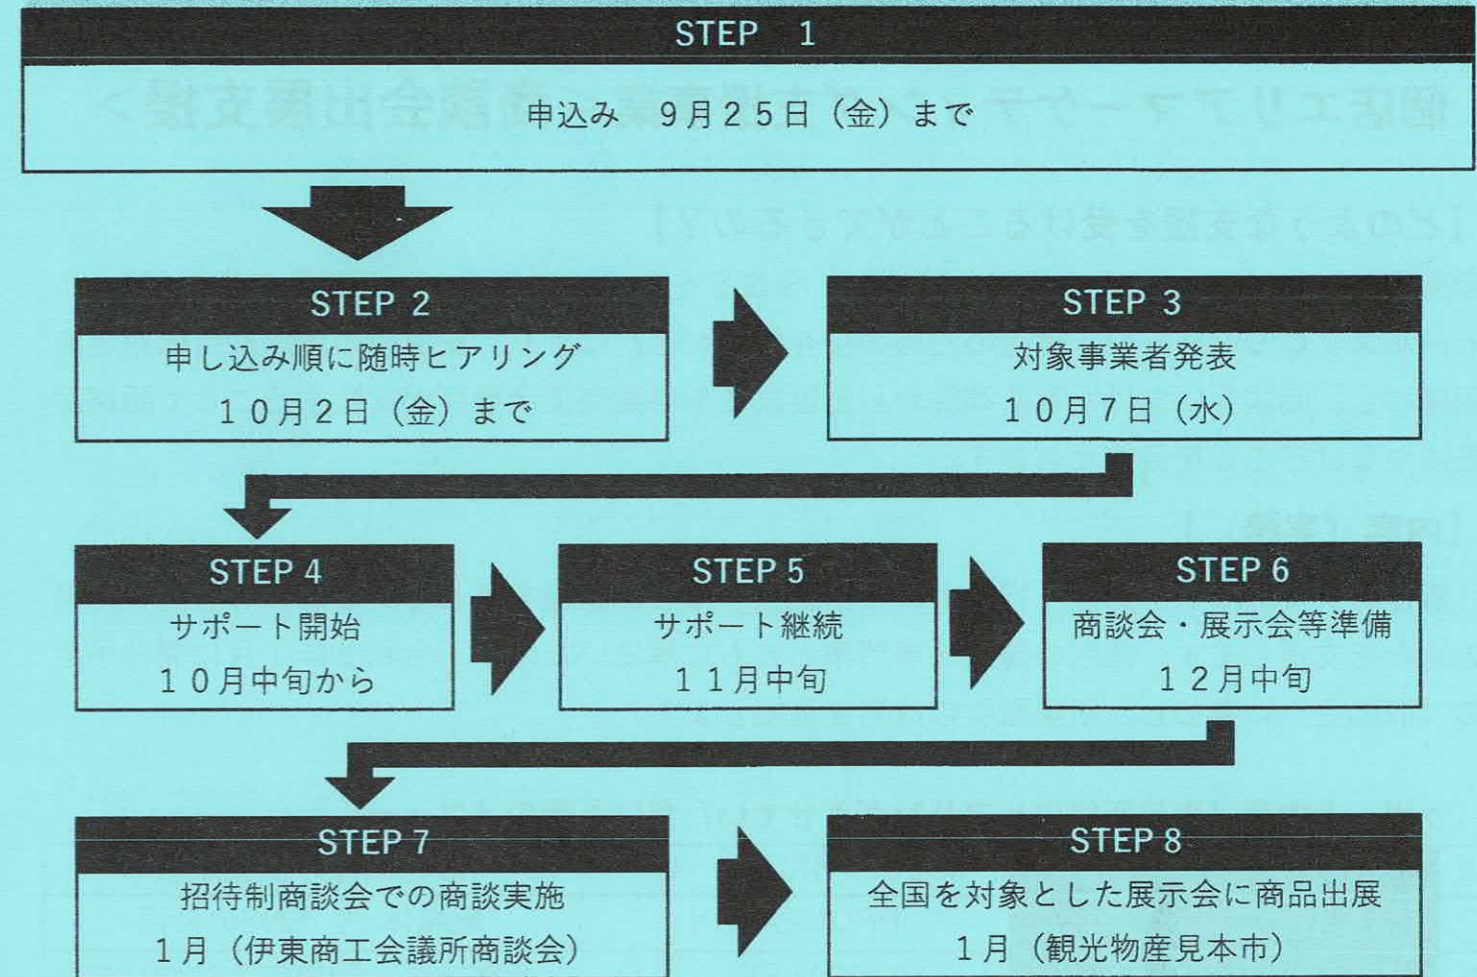 STEP 1
申込み 9月25日（金）まで
STEP 2
申し込み順に随時ヒアリング
10月2日（金）まで
STEP 3
対象事業者発表
10月7日（水）
STEP 4
サポート開始
10月中旬から
STEP 5
サポート継続
11月中旬
STEP 6
商談会・展示会等準備
12月中旬
STEP 7
招待制商談会での商談実施
1月（伊東商工会議所商談会）
STEP 8
全国を対象とした展示会に商品出展
1月（観光物産見本市）